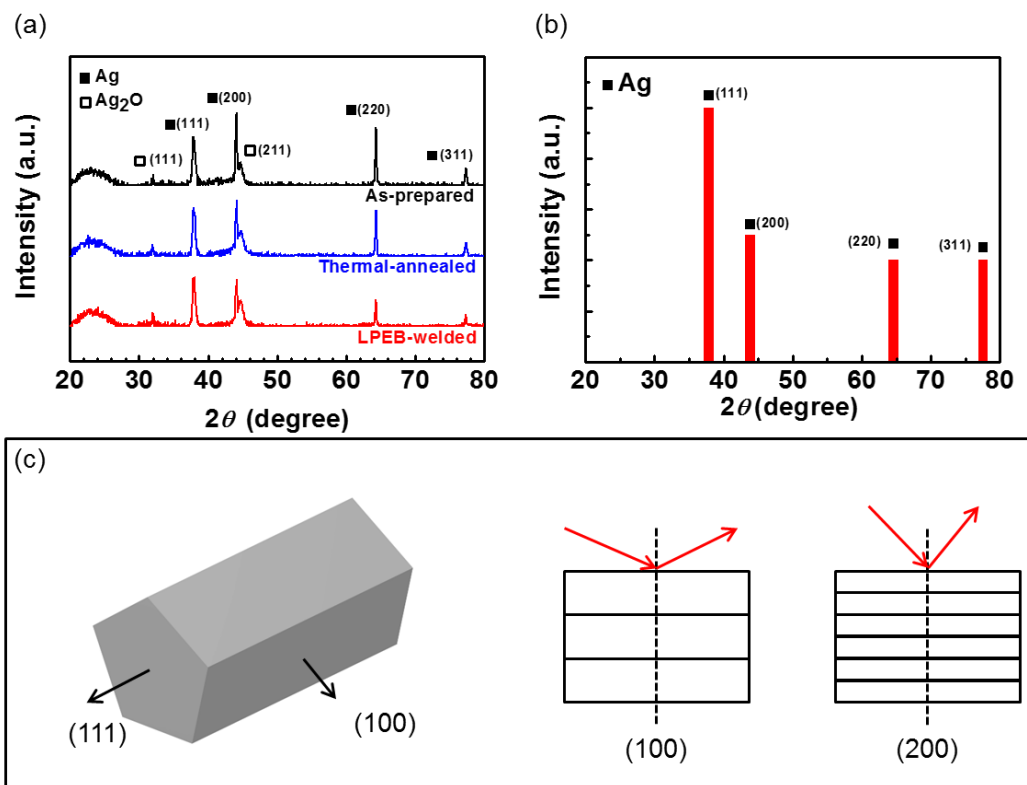 (a)
■ Ag
□ Ag2O
■ (200)
■ (220)
■ (111)
□ (111)
□ (211)
■ (311)
As-prepared
Thermal-annealed
LPEB-welded
Intensity (a.u.)
20 30 40 50 60 70 80
2θ (degree)
(b)
■ Ag
■ (111)
■ (200)
(220) ■
(311) ■
Intensity (a.u.)
20 30 40 50 60 70 80
2θ (degree)
(c)
(111)
(100)
(100)
(200)